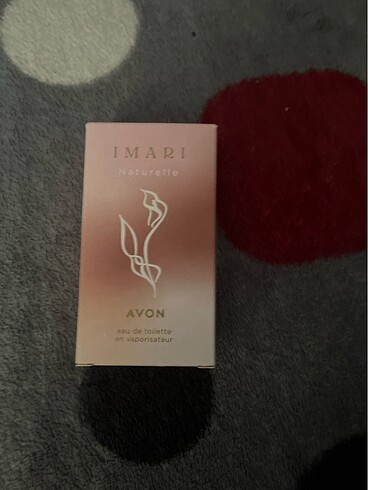 IMARI
Naturelle
AVON
eau de toilette
en vaporisateur